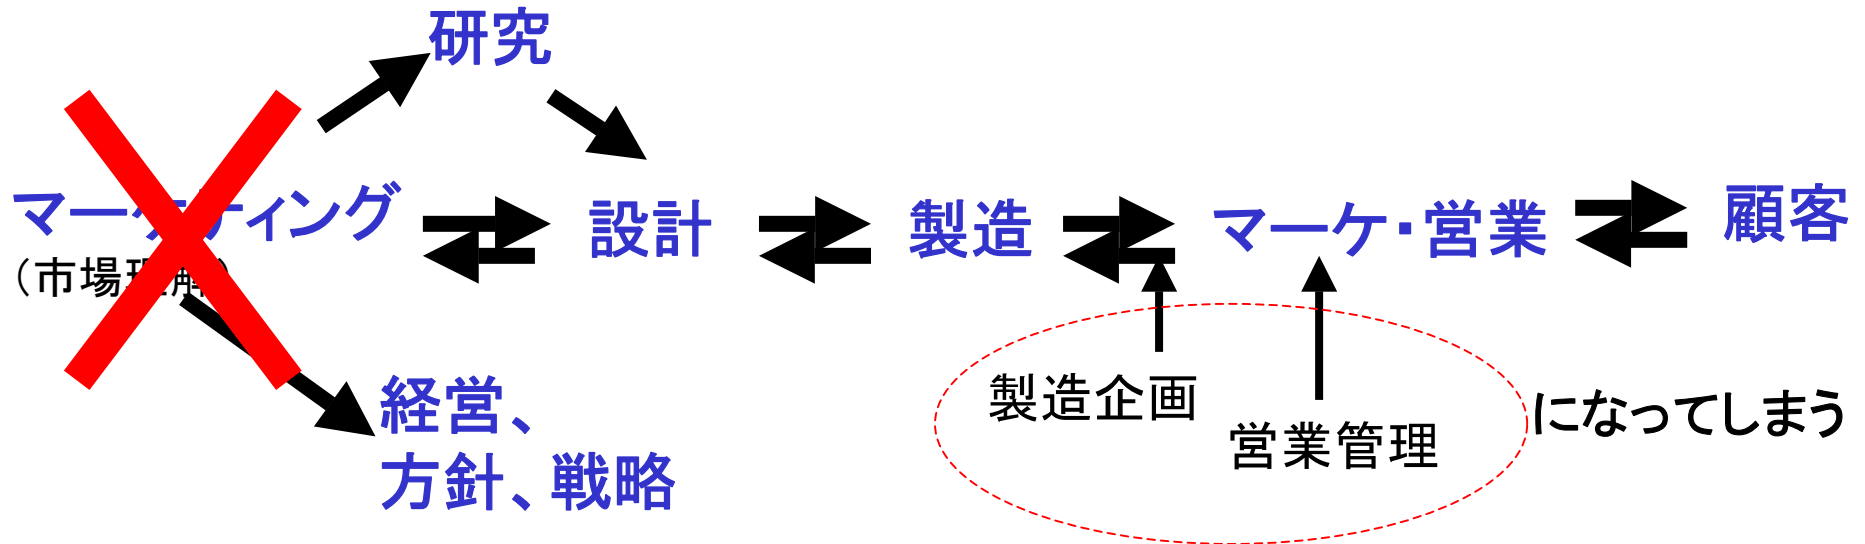 研究
マーケティング
(市場理解)
設計
製造
マーケ・営業
顧客
経営、
方針、戦略
製造企画
営業管理
になってしまう